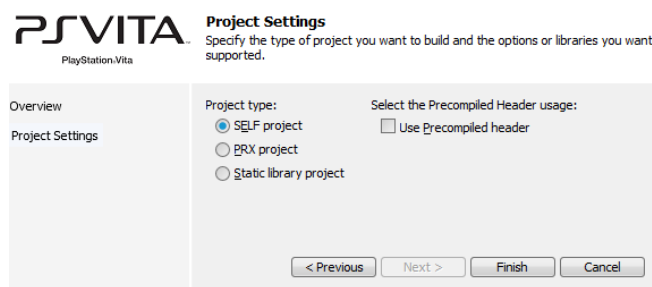 PSVITA
PlayStation.Vita
Project Settings
Specify the type of project you want to build and the options or libraries you want
supported.
Overview
Project Settings
Project type:
SELF project
PRX project
Static library project
Select the Precompiled Header usage:
Use Precompiled header
< Previous
Next >
Finish
Cancel